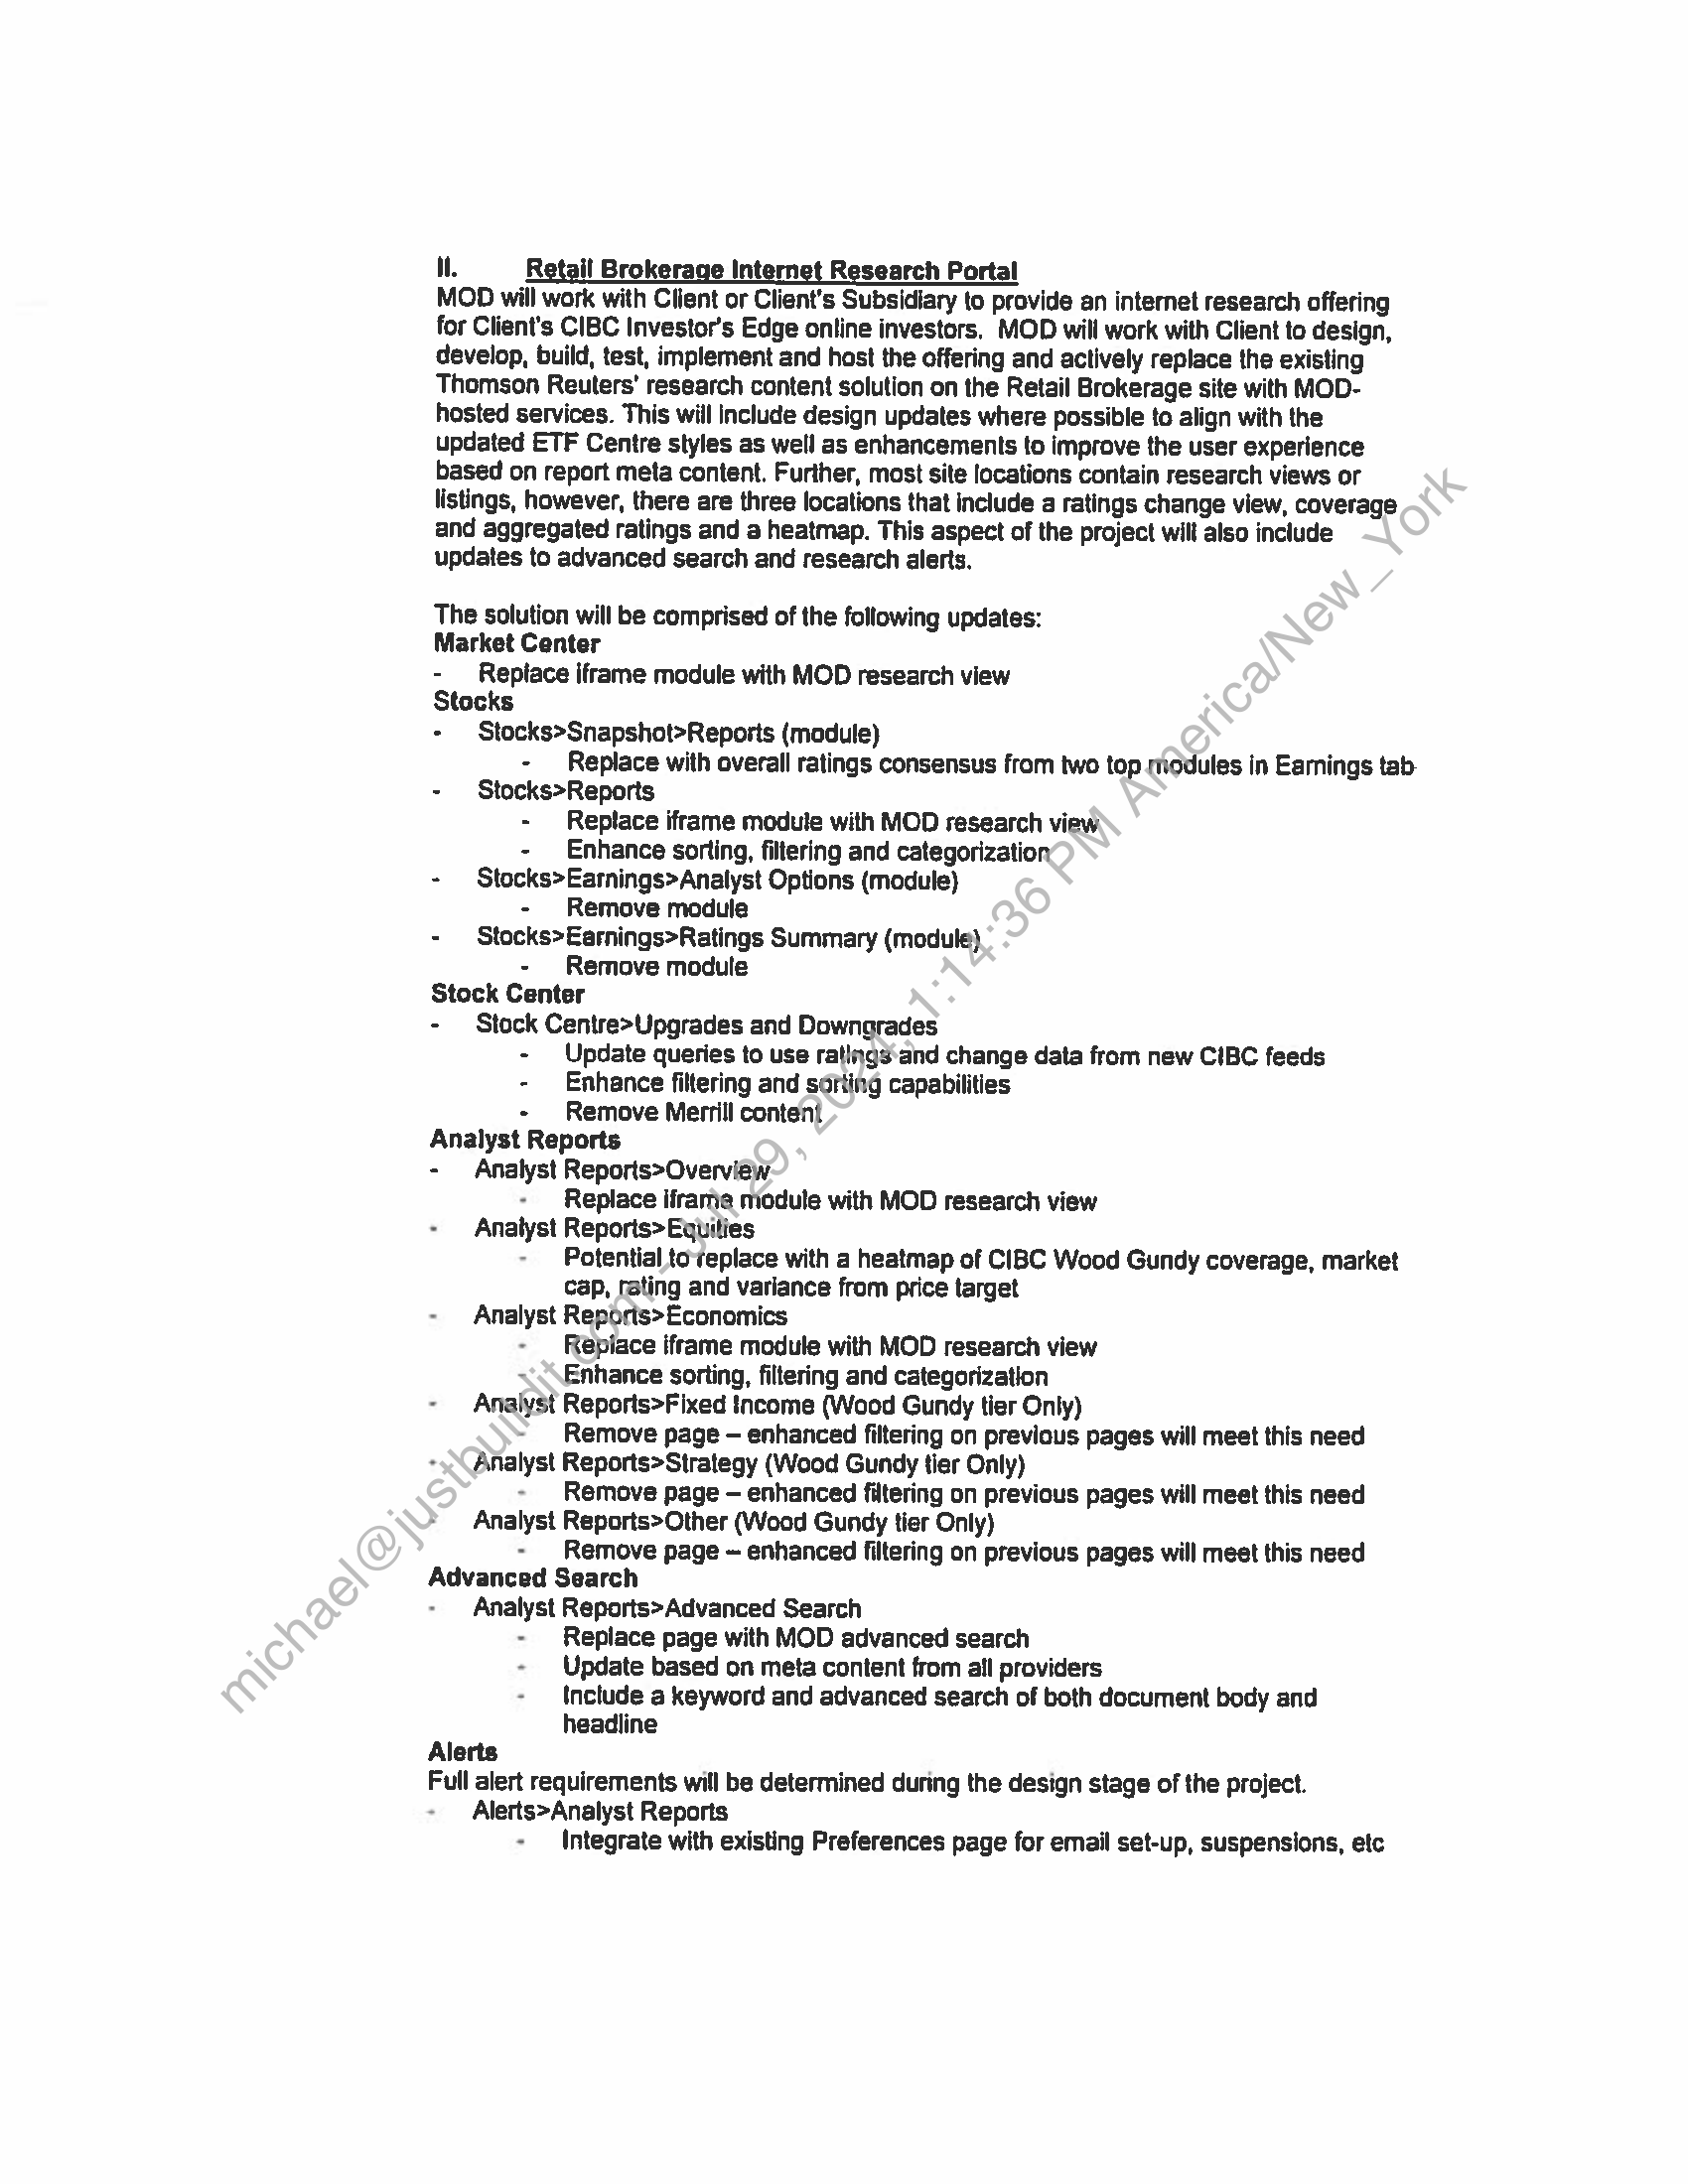 II. Retail Brokerage Internet Research Portal
MOD will work with Client or Client's Subsidiary to provide an internet research offering
for Client's CIBC Investor's Edge online investors. MOD will work with Client to design,
develop, build, test, implement and host the offering and actively replace the existing
Thomson Reuters' research content solution on the Retail Brokerage site with MOD-
hosted services. This will include design updates where possible to align with the
updated ETF Centre styles as well as enhancements to improve the user experience
based on report meta content. Further, most site locations contain research views or
listings, however, there are three locations that include a ratings change view, coverage
and aggregated ratings and a heatmap. This aspect of the project will also include
updates to advanced search and research alerts.
The solution will be comprised of the following updates:
Market Center
- Replace iframe module with MOD research view
Stocks
- Stocks>Snapshot>Reports (module)
- Replace with overall ratings consensus from two top modules in Earnings tab
- Stocks>Reports
- Replace iframe module with MOD research view
- Enhance sorting, filtering and categorization
- Stocks>Earnings>Analyst Options (module)
- Remove module
- Stocks>Earnings>Ratings Summary (module)
- Remove module
Stock Center
- Stock Centre>Upgrades and Downgrades
- Update queries to use ratings and change data from new CIBC feeds
- Enhance filtering and sorting capabilities
- Remove Merrill content
Analyst Reports
- Analyst Reports>Overview
- Replace iframe module with MOD research view
- Analyst Reports>Equities
- Potential to replace with a heatmap of CIBC Wood Gundy coverage, market
cap, rating and variance from price target
- Analyst Reports>Economics
- Replace iframe module with MOD research view
- Enhance sorting, filtering and categorization
- Analyst Reports>Fixed Income (Wood Gundy tier Only)
- Remove page – enhanced filtering on previous pages will meet this need
- Analyst Reports>Strategy (Wood Gundy tier Only)
- Remove page – enhanced filtering on previous pages will meet this need
- Analyst Reports>Other (Wood Gundy tier Only)
- Remove page – enhanced filtering on previous pages will meet this need
Advanced Search
- Analyst Reports>Advanced Search
- Replace page with MOD advanced search
- Update based on meta content from all providers
- Include a keyword and advanced search of both document body and
headline
Alerts
Full alert requirements will be determined during the design stage of the project.
- Alerts>Analyst Reports
- Integrate with existing Preferences page for email set-up, suspensions, etc
michael@justbuildit.com - Jul 29, 2024, 1:14:36 PM America/New_York